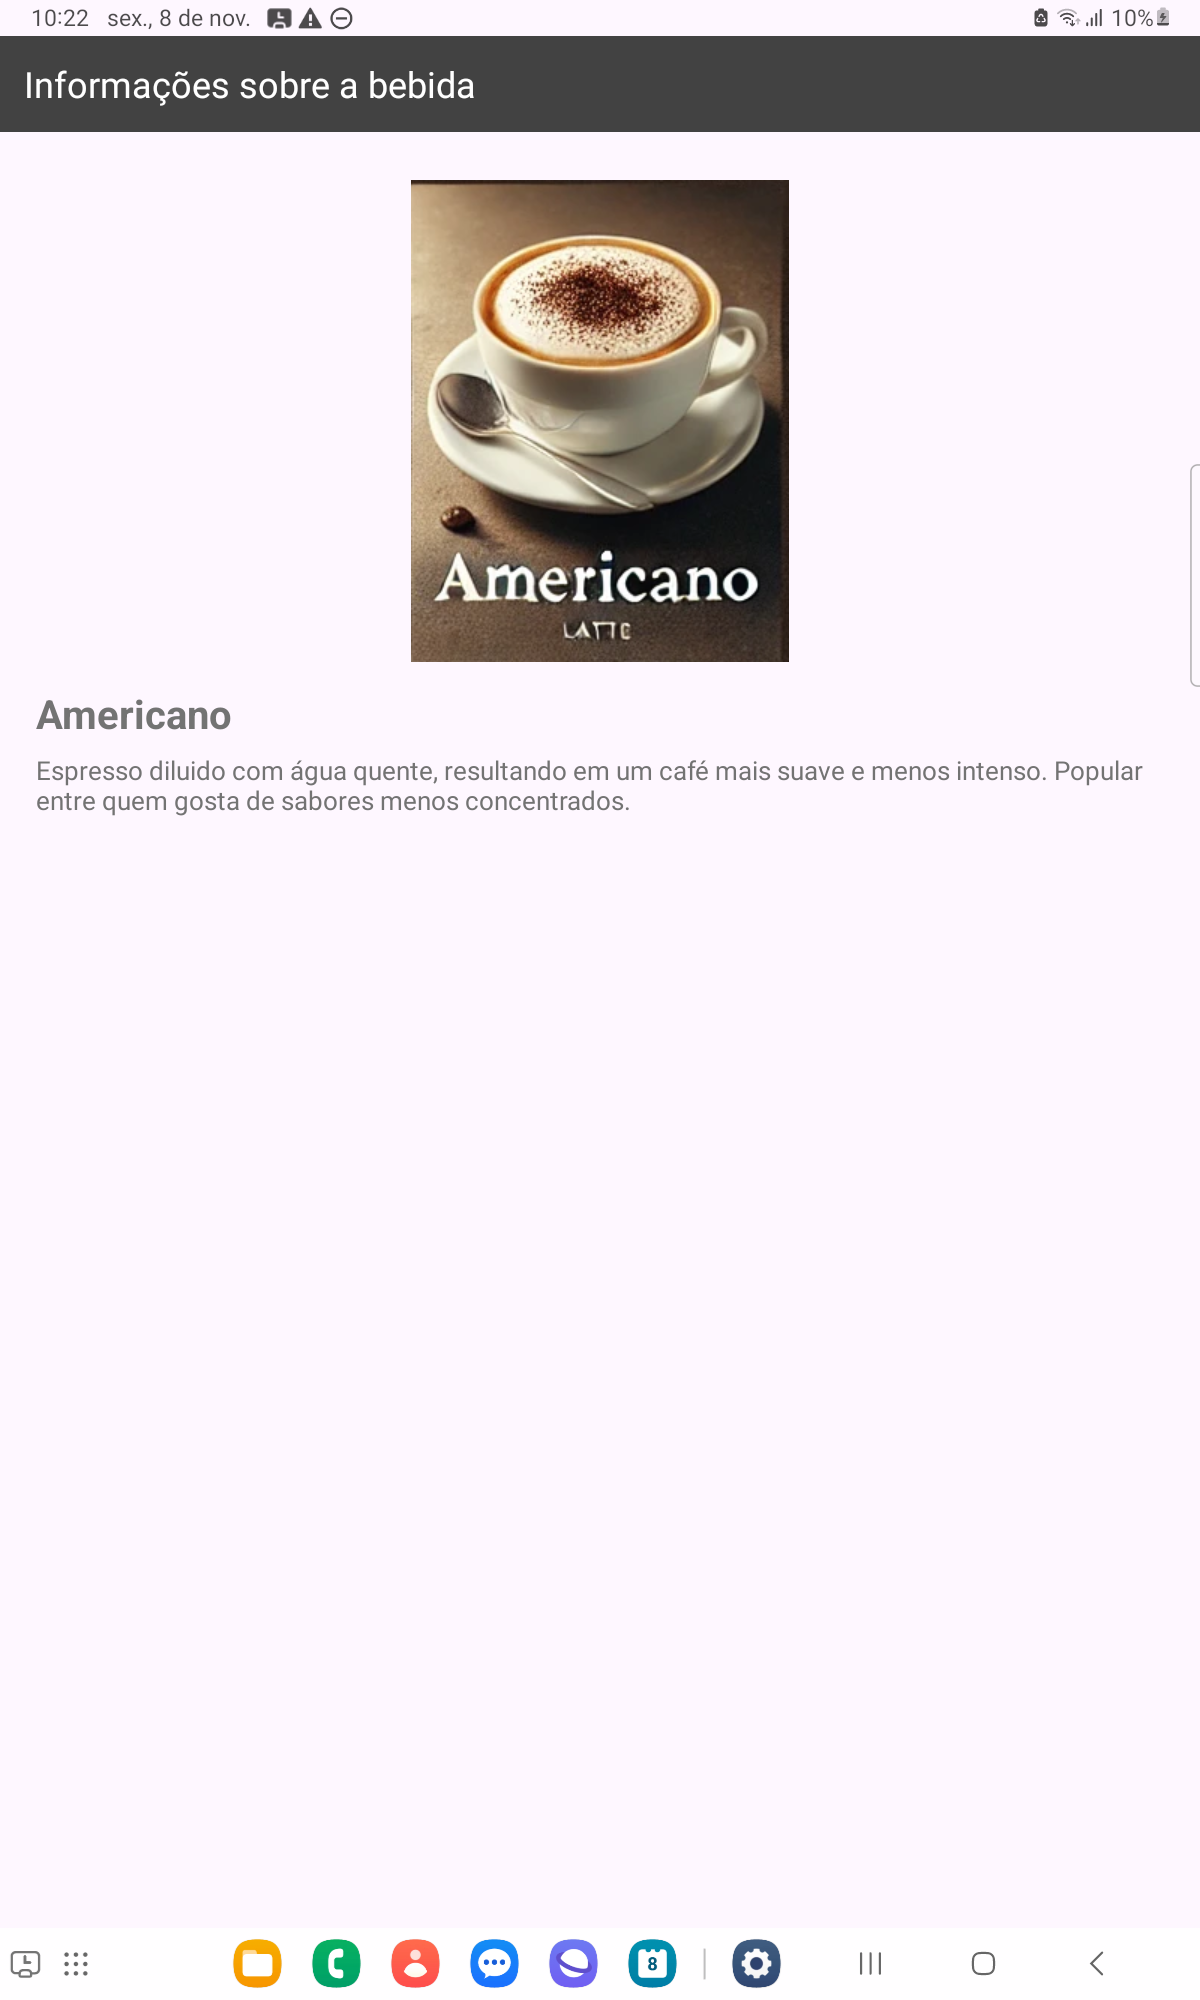 10:22 sex., 8 de nov.
10%
Informações sobre a bebida
Americano
LATTE
Americano
Espresso diluido com água quente, resultando em um café mais suave e menos intenso. Popular
entre quem gosta de sabores menos concentrados.
8